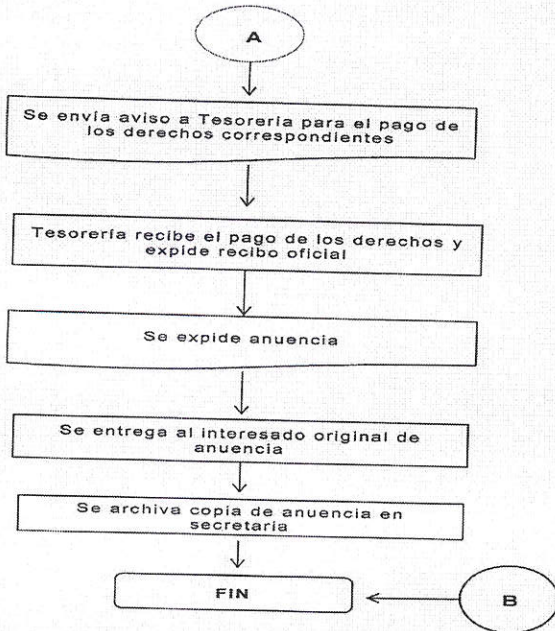 A
Se envía aviso a Tesorería para el pago de
los derechos correspondientes
Tesorería recibe el pago de los derechos y
expide recibo oficial
Se expide anuencia
Se entrega al interesado original de
anuencia
Se archiva copia de anuencia en
secretaria
FIN
B